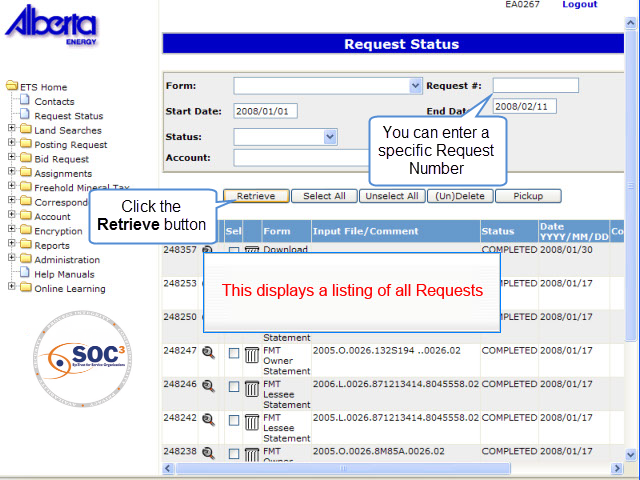 EA0267 Logout
Alberta
ENERGY
Request Status
ETS Home
Contacts
Request Status
Land Searches
Posting Request
Bid Request
Assignments
Freehold Mineral Tax
Correspond
Account
Encryption
Reports
Administration
Help Manuals
Online Learning
SOC3
Form:
Request #:
Start Date: 2008/01/01
End Dat 2008/02/11
Status:
Account:
You can enter a
specific Request
Number
Retrieve Select All Unselect All (Un)Delete Pickup
Click the
Retrieve button
Sel Form Input File/Comment Status Date
YYYY/MM/DD Co
248357 Download COMPLETED 2008/01/30
This displays a listing of all Requests
248253 COMPLETED 2008/01/17
248250 COMPLETED 2008/01/17
Statement
248247 FMT
Owner
Statement 2005.O.0026.132S194 ..0026.02 COMPLETED 2008/01/17
248246 FMT
Lessee
Statement 2006.L.0026.871213414.8045558.02 COMPLETED 2008/01/17
248242 FMT
Lessee
Statement 2005.L.0026.871213414.8045558.02 COMPLETED 2008/01/17
248238 FMT
Owner 2005.O.0026.8M85A.0026.02 COMPLETED 2008/01/17